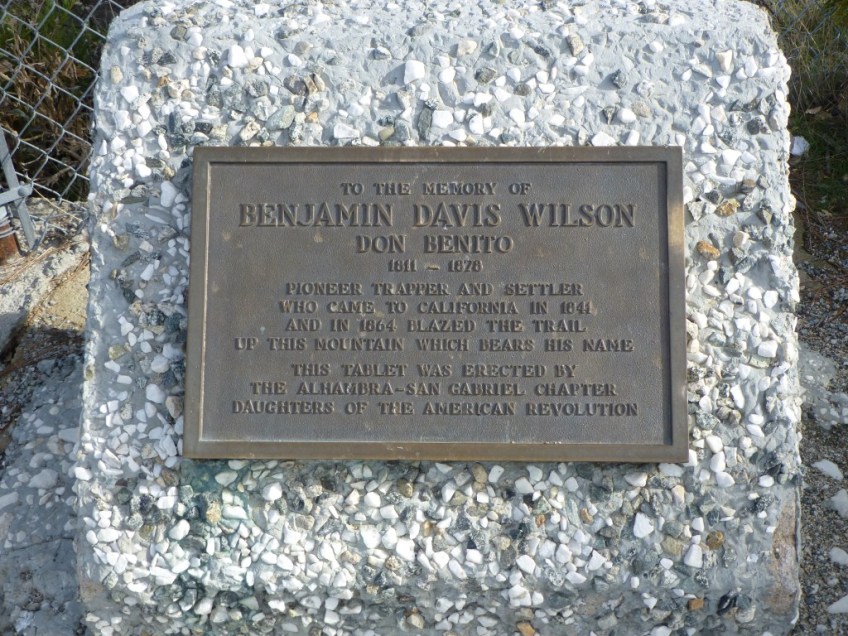 TO THE MEMORY OF
BENJAMIN DAVIS WILSON
DON BENITO
1811 – 1878
PIONEER TRAPPER AND SETTLER
WHO CAME TO CALIFORNIA IN 1841
AND IN 1864 BLAZED THE TRAIL
UP THIS MOUNTAIN WHICH BEARS HIS NAME
THIS TABLET WAS ERECTED BY
THE ALHAMBRA-SAN GABRIEL CHAPTER
DAUGHTERS OF THE AMERICAN REVOLUTION